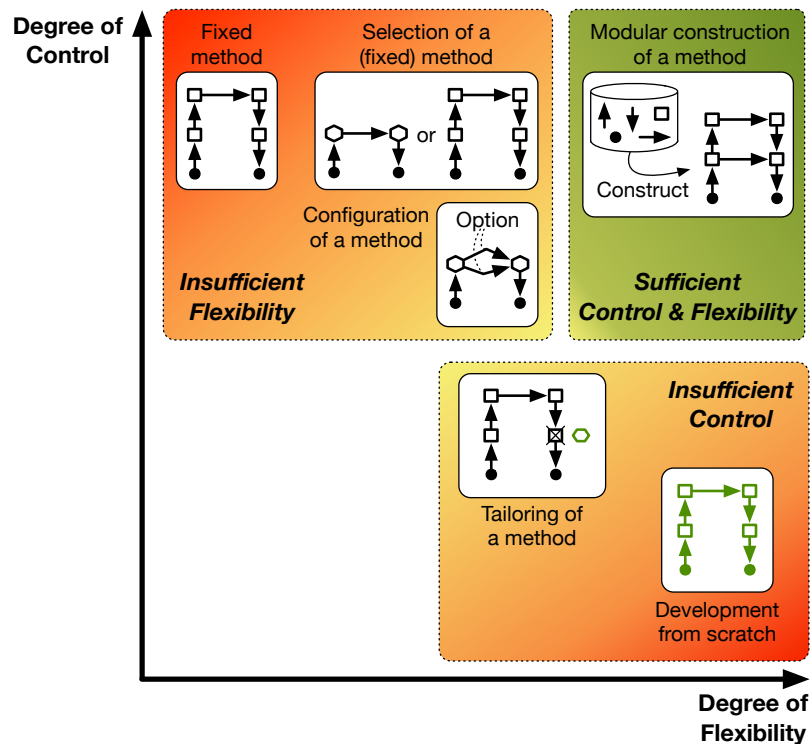 Degree of
Control
Fixed
method
Selection of a
(fixed) method
or
Configuration
of a method
Option
Insufficient
Flexibility
Modular construction
of a method
Construct
Sufficient
Control & Flexibility
Insufficient
Control
Tailoring of
a method
Development
from scratch
Degree of
Flexibility